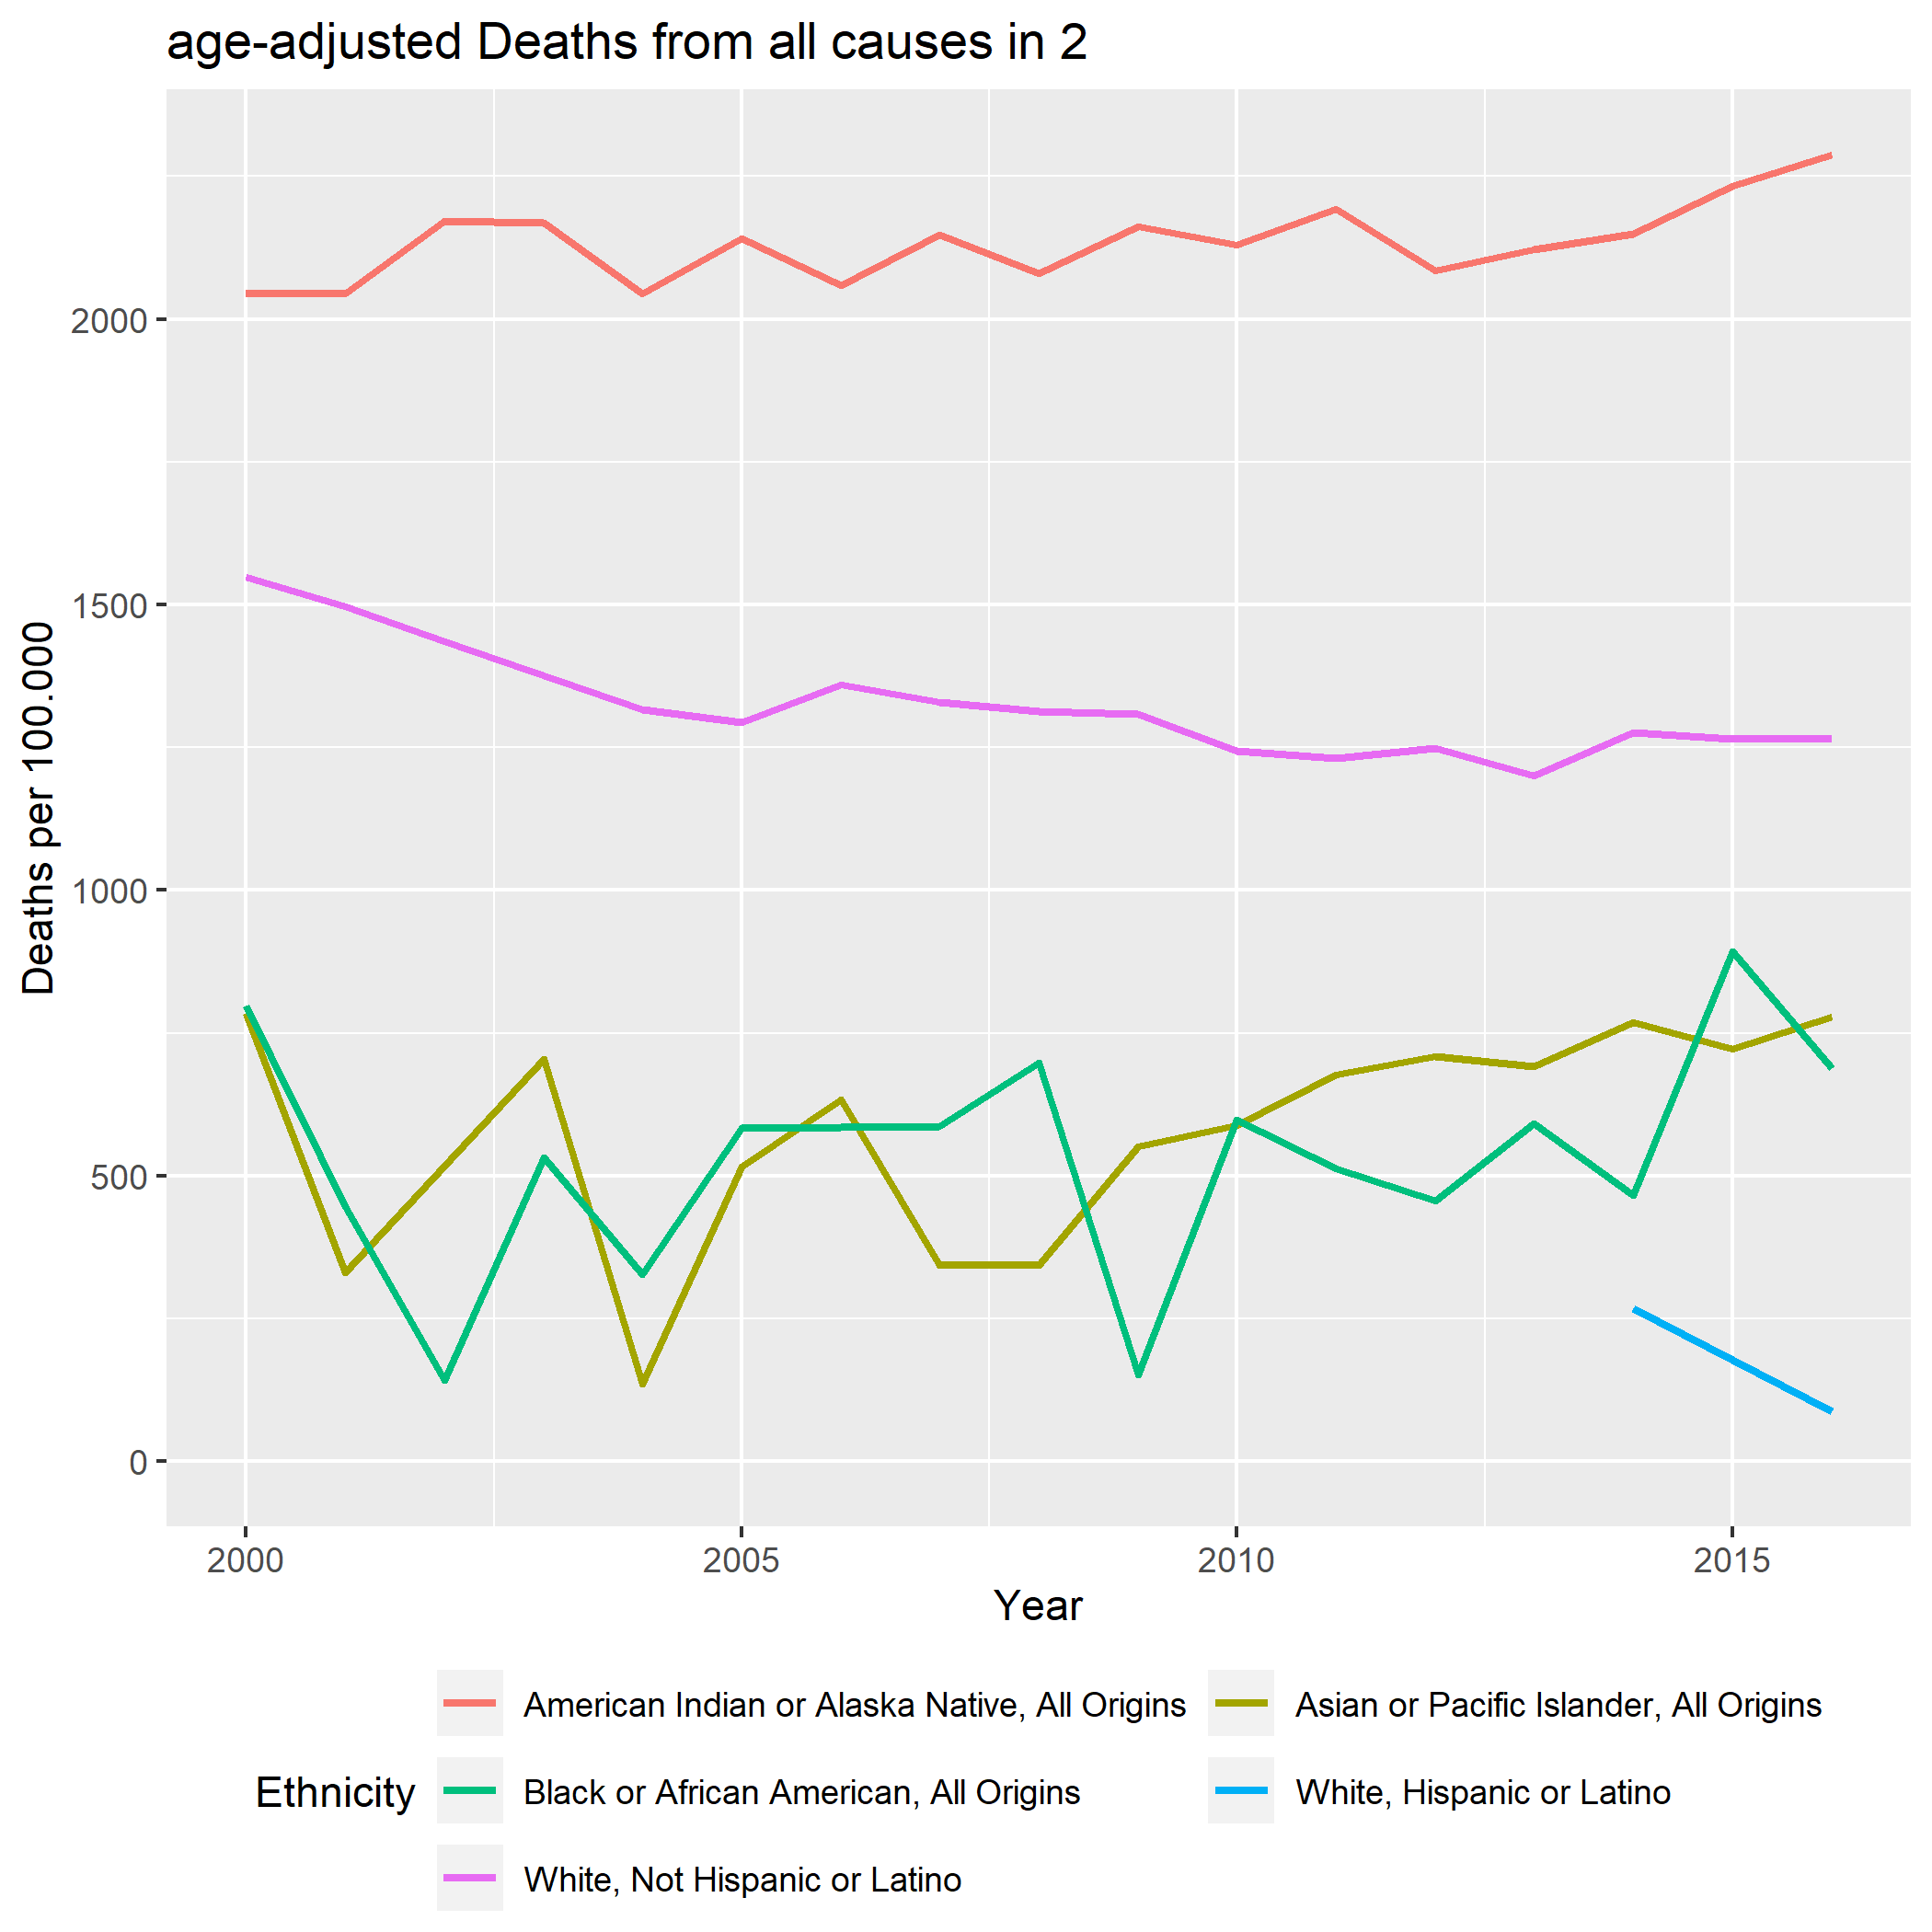 age-adjusted Deaths from all causes in 2
Deaths per 100.000
2000
1500
1000
500
0
2000 2005 2010 2015
Year
Ethnicity
American Indian or Alaska Native, All Origins
Asian or Pacific Islander, All Origins
Black or African American, All Origins
White, Hispanic or Latino
White, Not Hispanic or Latino